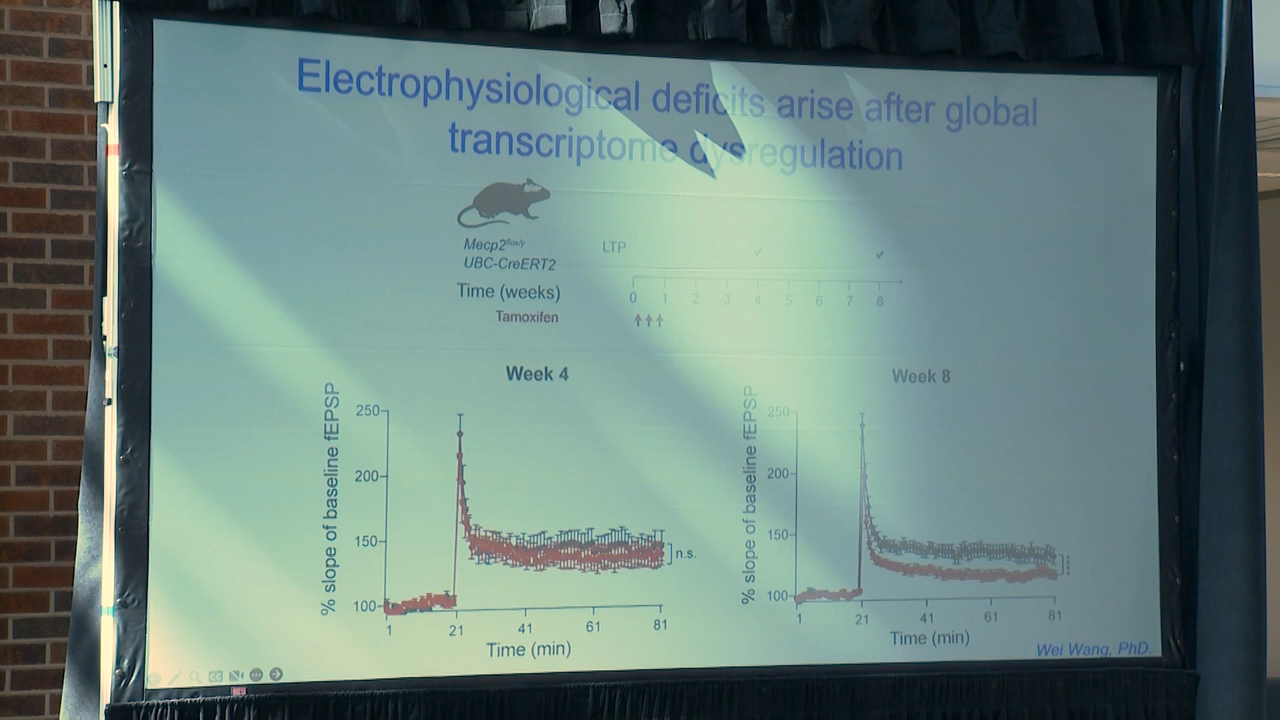 Electrophysiological deficits arise after global
transcriptome dysregulation
Mecp2flox/y
UBC-CreERT2
LTP
Time (weeks)
0 1 2 3 4 5 6 7 8
Tamoxifen
Week 4
% slope of baseline fEPSP
250
200
150
100
n.s.
1 21 41 61 81
Time (min)
Week 8
% slope of baseline fEPSP
250
200
150
100
****
1 21 41 61 81
Time (min)
Wei Wang, PhD.